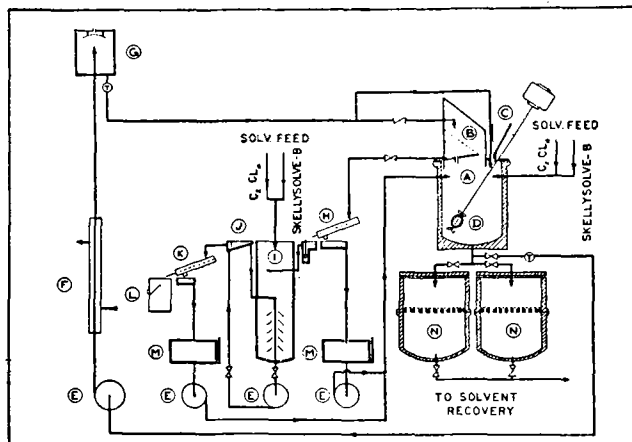 G
T
C
B
SOLV. FEED
SOLV. FEED
C₂ CL₄
SKELLYSOLVE-B
C₂ CL₄
SKELLYSOLVE-B
H
A
J
K
I
D
L
F
T
M
M
N
N
E
E
E
E
TO SOLVENT
RECOVERY